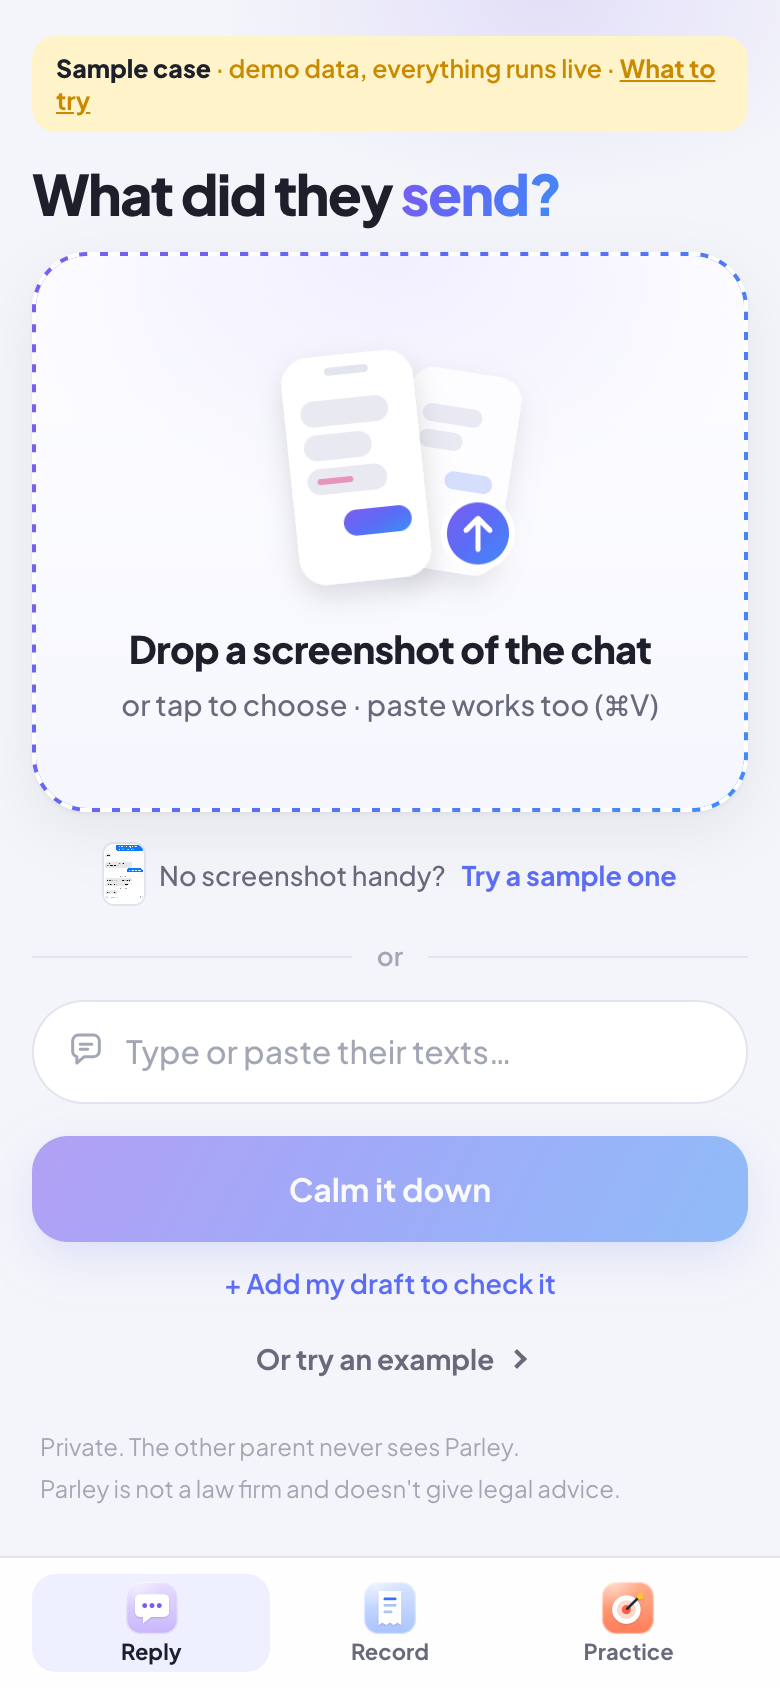 Sample case · demo data, everything runs live · What to
try
What did they send?
Drop a screenshot of the chat
or tap to choose · paste works too (⌘V)
No screenshot handy? Try a sample one
or
Type or paste their texts...
Calm it down
+ Add my draft to check it
Or try an example
Private. The other parent never sees Parley.
Parley is not a law firm and doesn't give legal advice.
Reply
Record
Practice